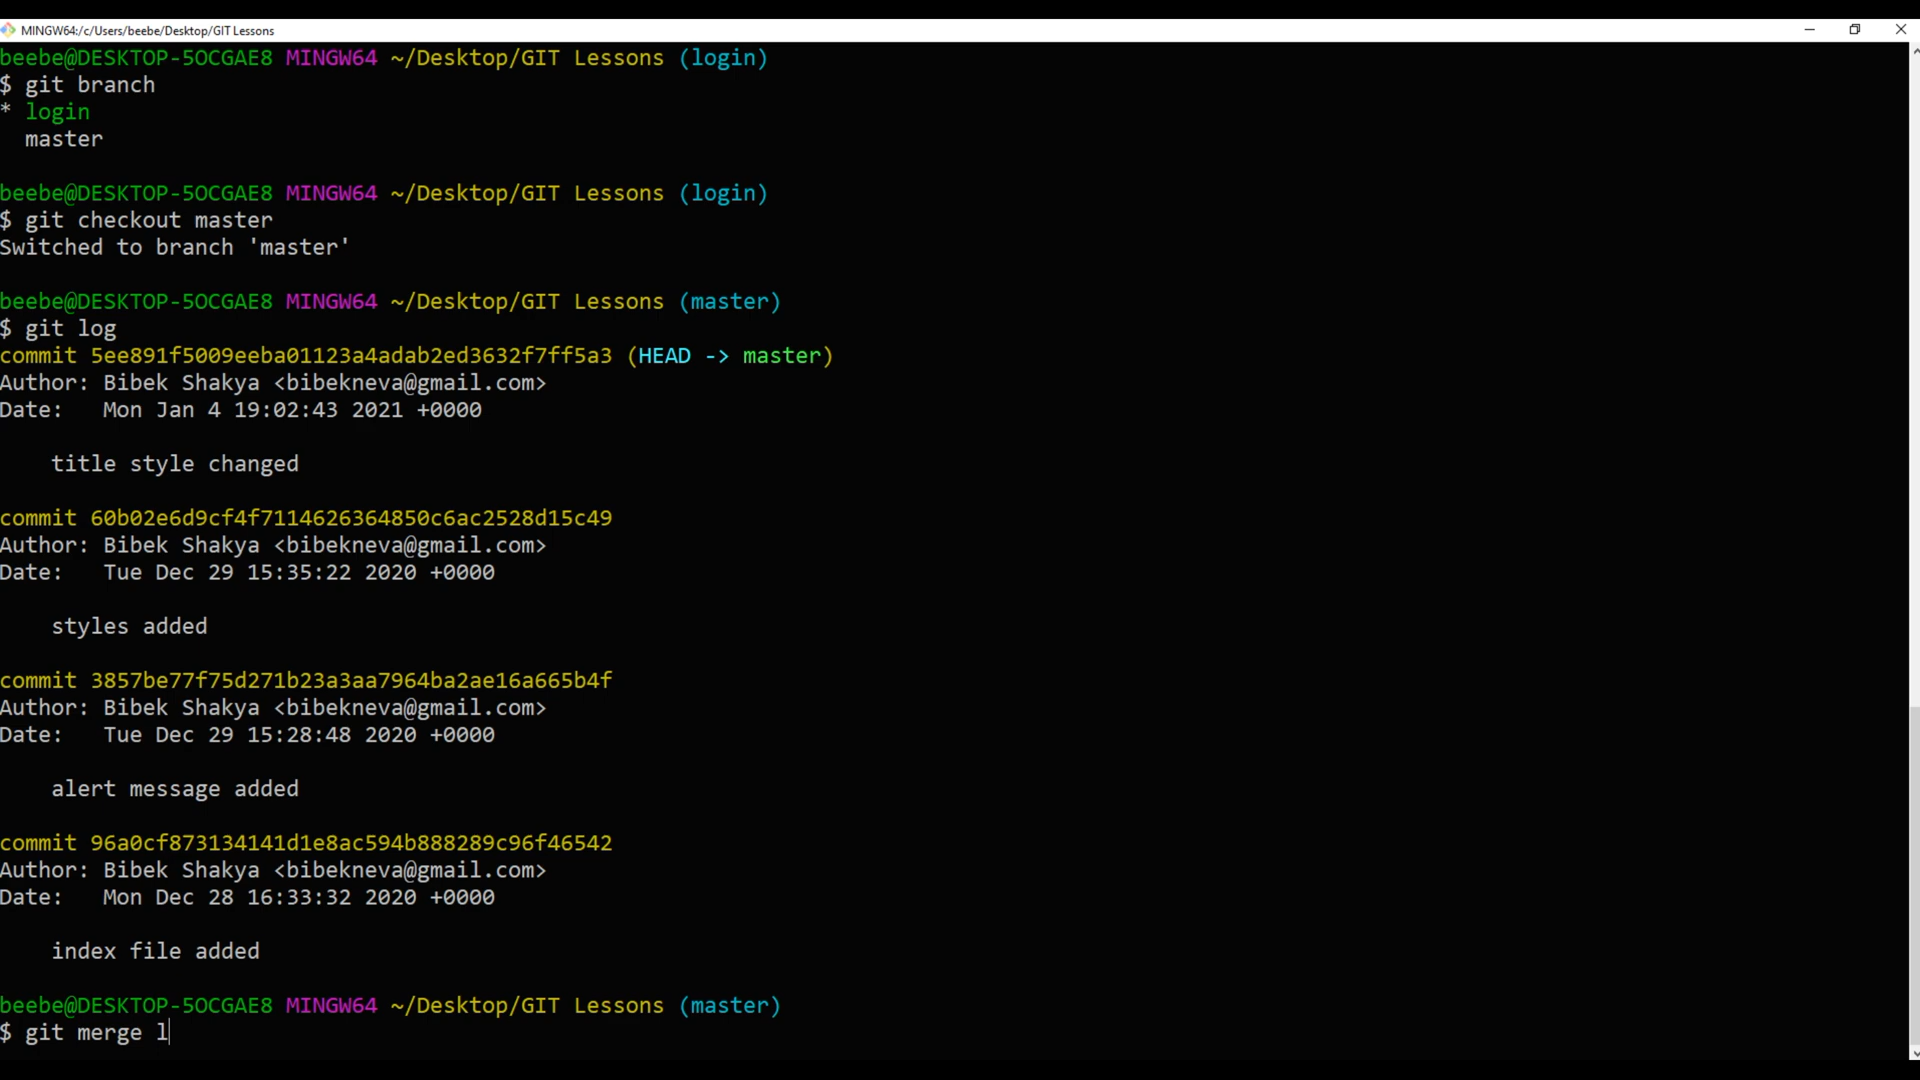 MINGW64:/c/Users/beebe/Desktop/GIT Lessons
beebe@DESKTOP-5OCGAE8 MINGW64 ~/Desktop/GIT Lessons (login)
$ git branch
* login
  master
beebe@DESKTOP-5OCGAE8 MINGW64 ~/Desktop/GIT Lessons (login)
$ git checkout master
Switched to branch 'master'
beebe@DESKTOP-5OCGAE8 MINGW64 ~/Desktop/GIT Lessons (master)
$ git log
commit 5ee891f5009eeba01123a4adab2ed3632f7ff5a3 (HEAD -> master)
Author: Bibek Shakya <bibekneva@gmail.com>
Date:   Mon Jan 4 19:02:43 2021 +0000
    title style changed
commit 60b02e6d9cf4f7114626364850c6ac2528d15c49
Author: Bibek Shakya <bibekneva@gmail.com>
Date:   Tue Dec 29 15:35:22 2020 +0000
    styles added
commit 3857be77f75d271b23a3aa7964ba2ae16a665b4f
Author: Bibek Shakya <bibekneva@gmail.com>
Date:   Tue Dec 29 15:28:48 2020 +0000
    alert message added
commit 96a0cf873134141d1e8ac594b888289c96f46542
Author: Bibek Shakya <bibekneva@gmail.com>
Date:   Mon Dec 28 16:33:32 2020 +0000
    index file added
beebe@DESKTOP-5OCGAE8 MINGW64 ~/Desktop/GIT Lessons (master)
$ git merge l